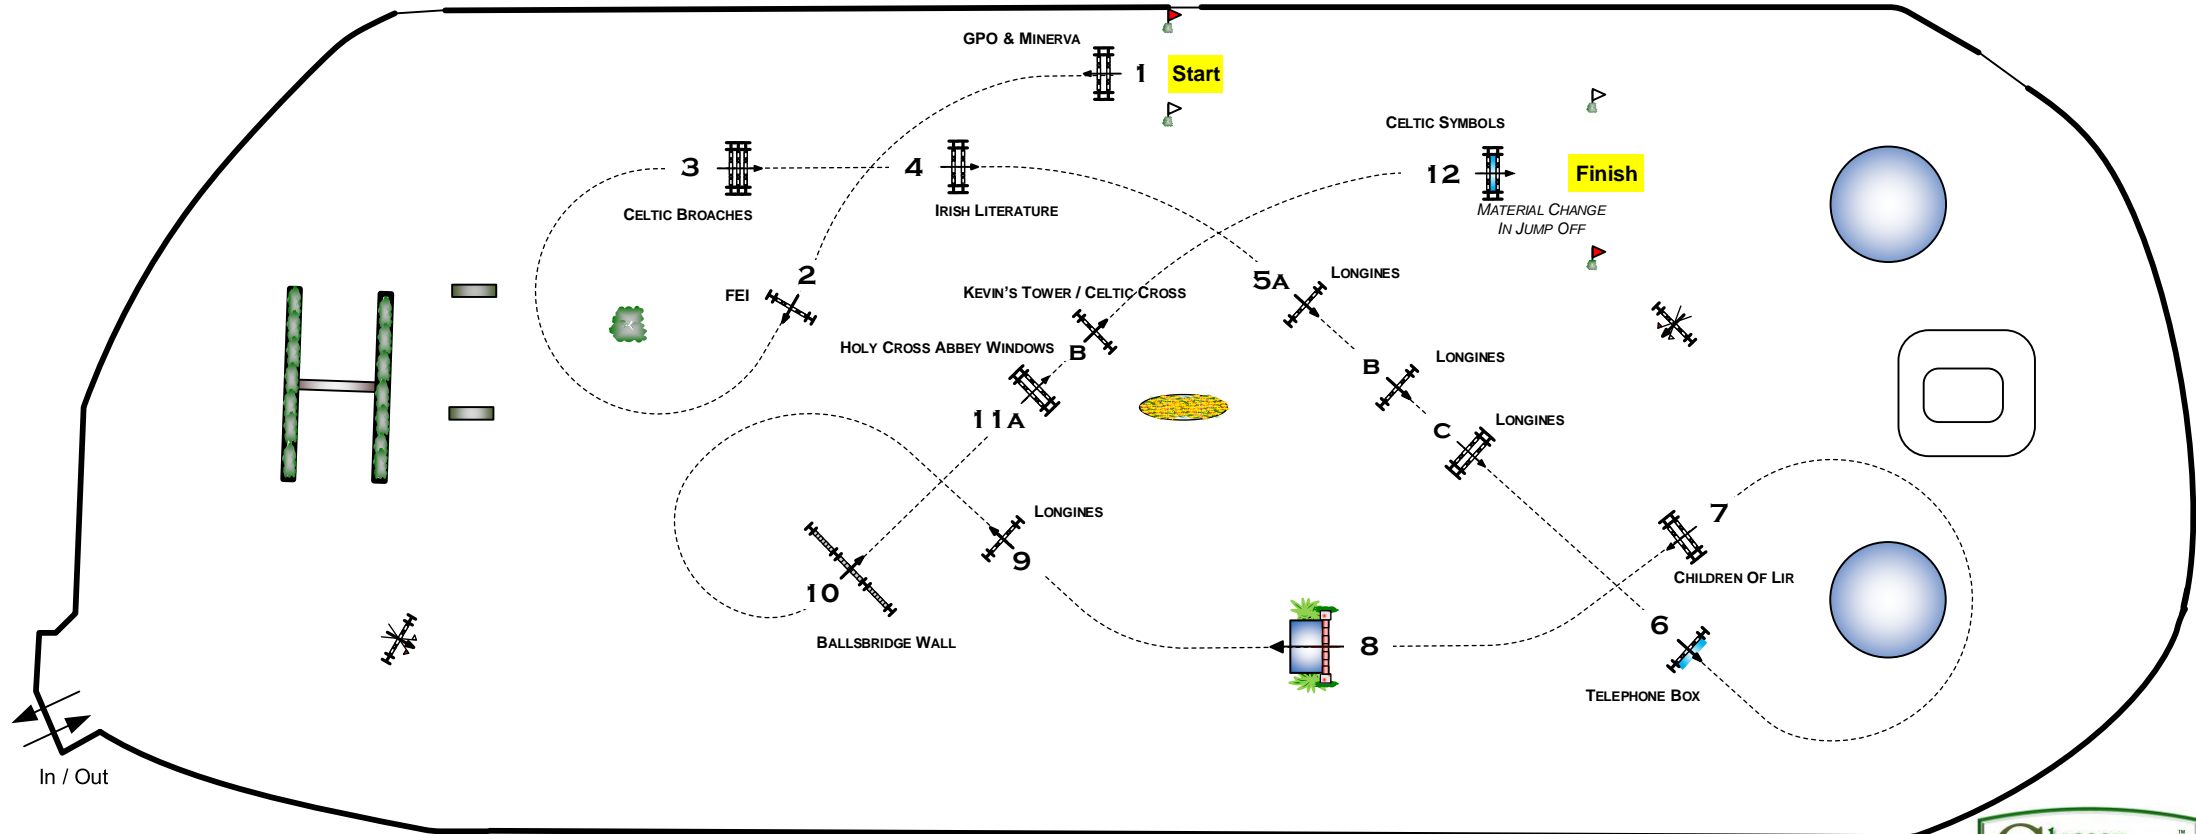 GPO & MINERVA
1
Start
CELTIC SYMBOLS
3
4
12
Finish
CELTIC BROACHES
IRISH LITERATURE
MATERIAL CHANGE
IN JUMP OFF
2
FEI
KEVIN'S TOWER / CELTIC CROSS
5A
LONGINES
HOLY CROSS ABBEY WINDOWS
B
B
LONGINES
11A
C
LONGINES
LONGINES
9
7
CHILDREN OF LIR
10
BALLSBRIDGE WALL
8
6
TELEPHONE BOX
In / Out